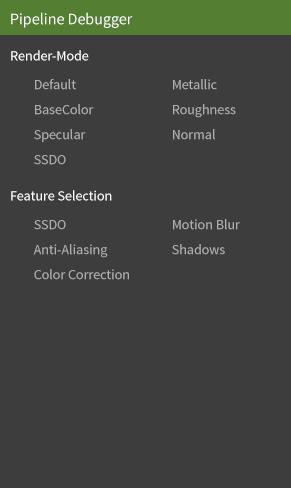 Pipeline Debugger
Render-Mode
Default Metallic
BaseColor Roughness
Specular Normal
SSDO
Feature Selection
SSDO Motion Blur
Anti-Aliasing Shadows
Color Correction